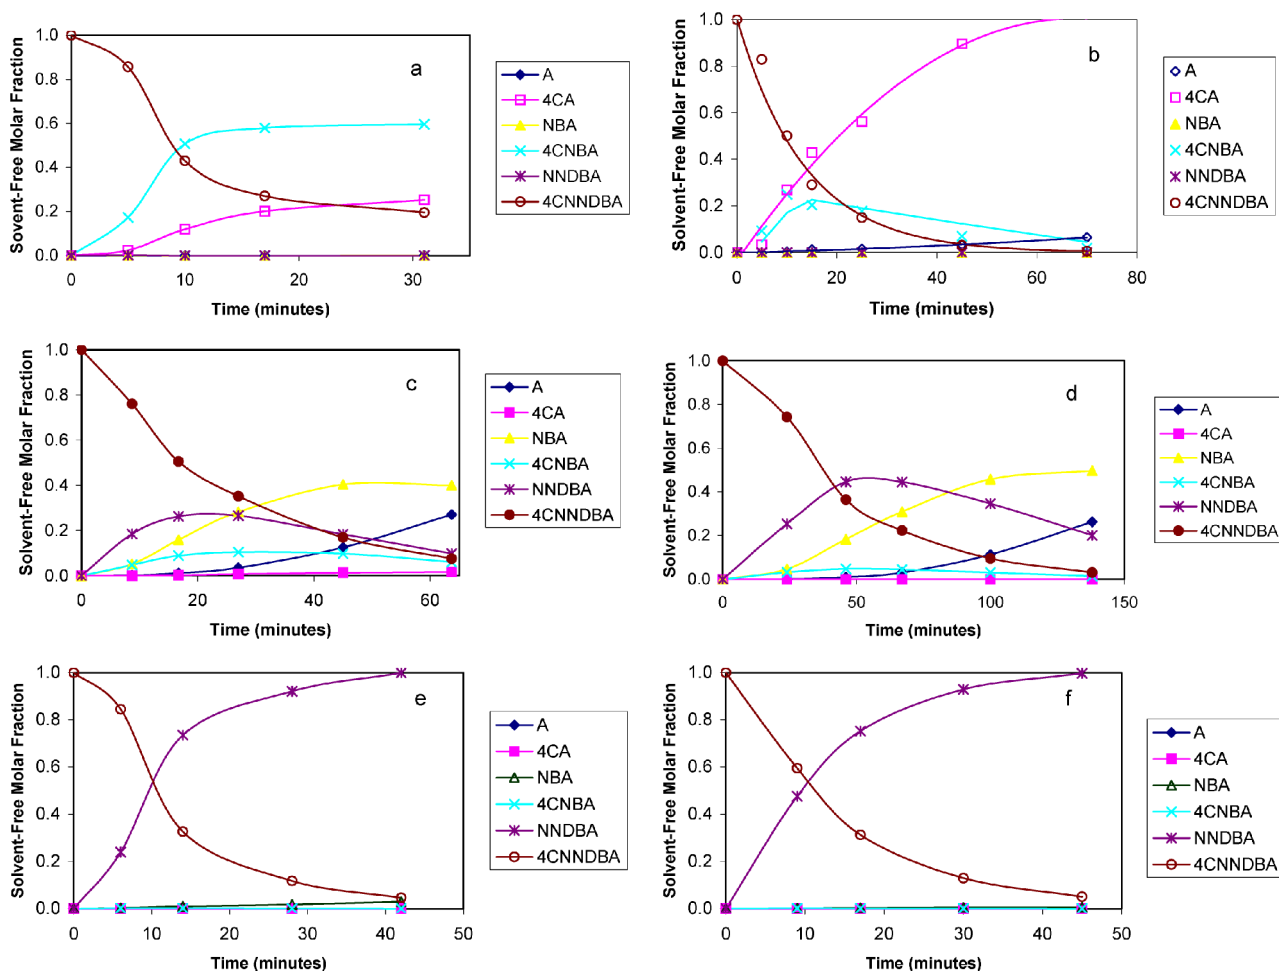 Sovent-Free Molar Fraction
1.0
0.8
0.6
0.4
0.2
0.0
0
10
20
30
Time (minutes)
a
A
4CA
NBA
4CNBA
NNDBA
4CNNDBA
Solvent-Free Molar Fraction
1.0
0.8
0.6
0.4
0.2
0.0
0
20
40
60
80
Time (minutes)
b
A
4CA
NBA
4CNBA
NNDBA
4CNNDBA
Solvent-Free Molar Fraction
1.0
0.8
0.6
0.4
0.2
0.0
0
20
40
60
Time (minutes)
c
A
4CA
NBA
4CNBA
NNDBA
4CNNDBA
Solvent-Free Molar Fraction
1.0
0.8
0.6
0.4
0.2
0.0
0
50
100
150
Time (minutes)
d
A
4CA
NBA
4CNBA
NNDBA
4CNNDBA
Solvent-Free Molar Fraction
1.0
0.8
0.6
0.4
0.2
0.0
0
10
20
30
40
50
Time (minutes)
e
A
4CA
NBA
4CNBA
NNDBA
4CNNDBA
Solvent-Free Molar Fraction
1.0
0.8
0.6
0.4
0.2
0.0
0
10
20
30
40
50
Time (minutes)
f
A
4CA
NBA
4CNBA
NNDBA
4CNNDBA